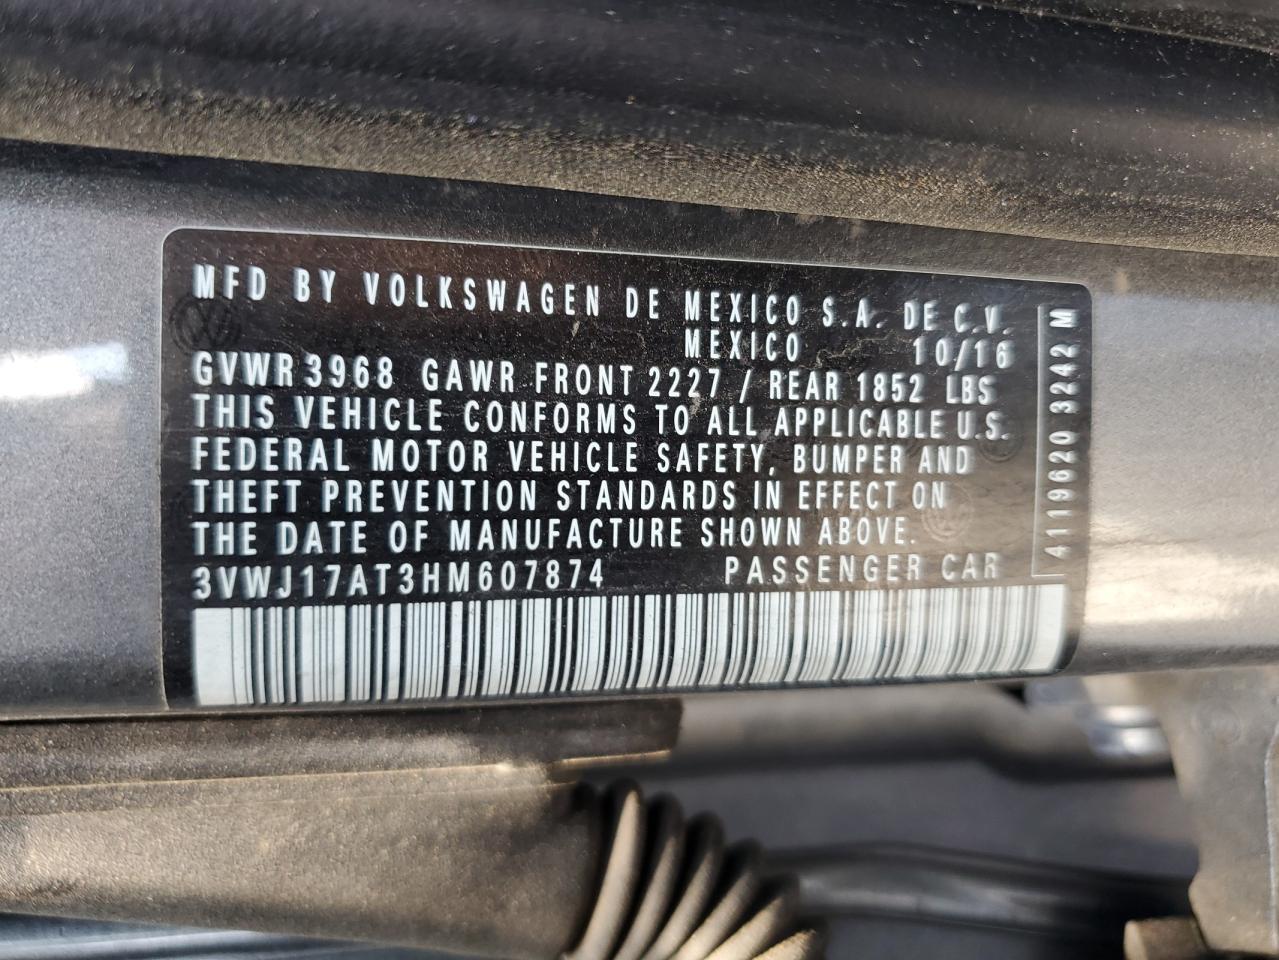 MFD BY VOLKSWAGEN DE MEXICO S.A. DE C.V.
MEXICO 10/16
GVWR 3968 GAWR FRONT 2227 / REAR 1852 LBS
THIS VEHICLE CONFORMS TO ALL APPLICABLE U.S.
FEDERAL MOTOR VEHICLE SAFETY, BUMPER AND
THEFT PREVENTION STANDARDS IN EFFECT ON
THE DATE OF MANUFACTURE SHOWN ABOVE.
3VWJ17AT3HM607874 PASSENGER CAR
4119620 3242 M